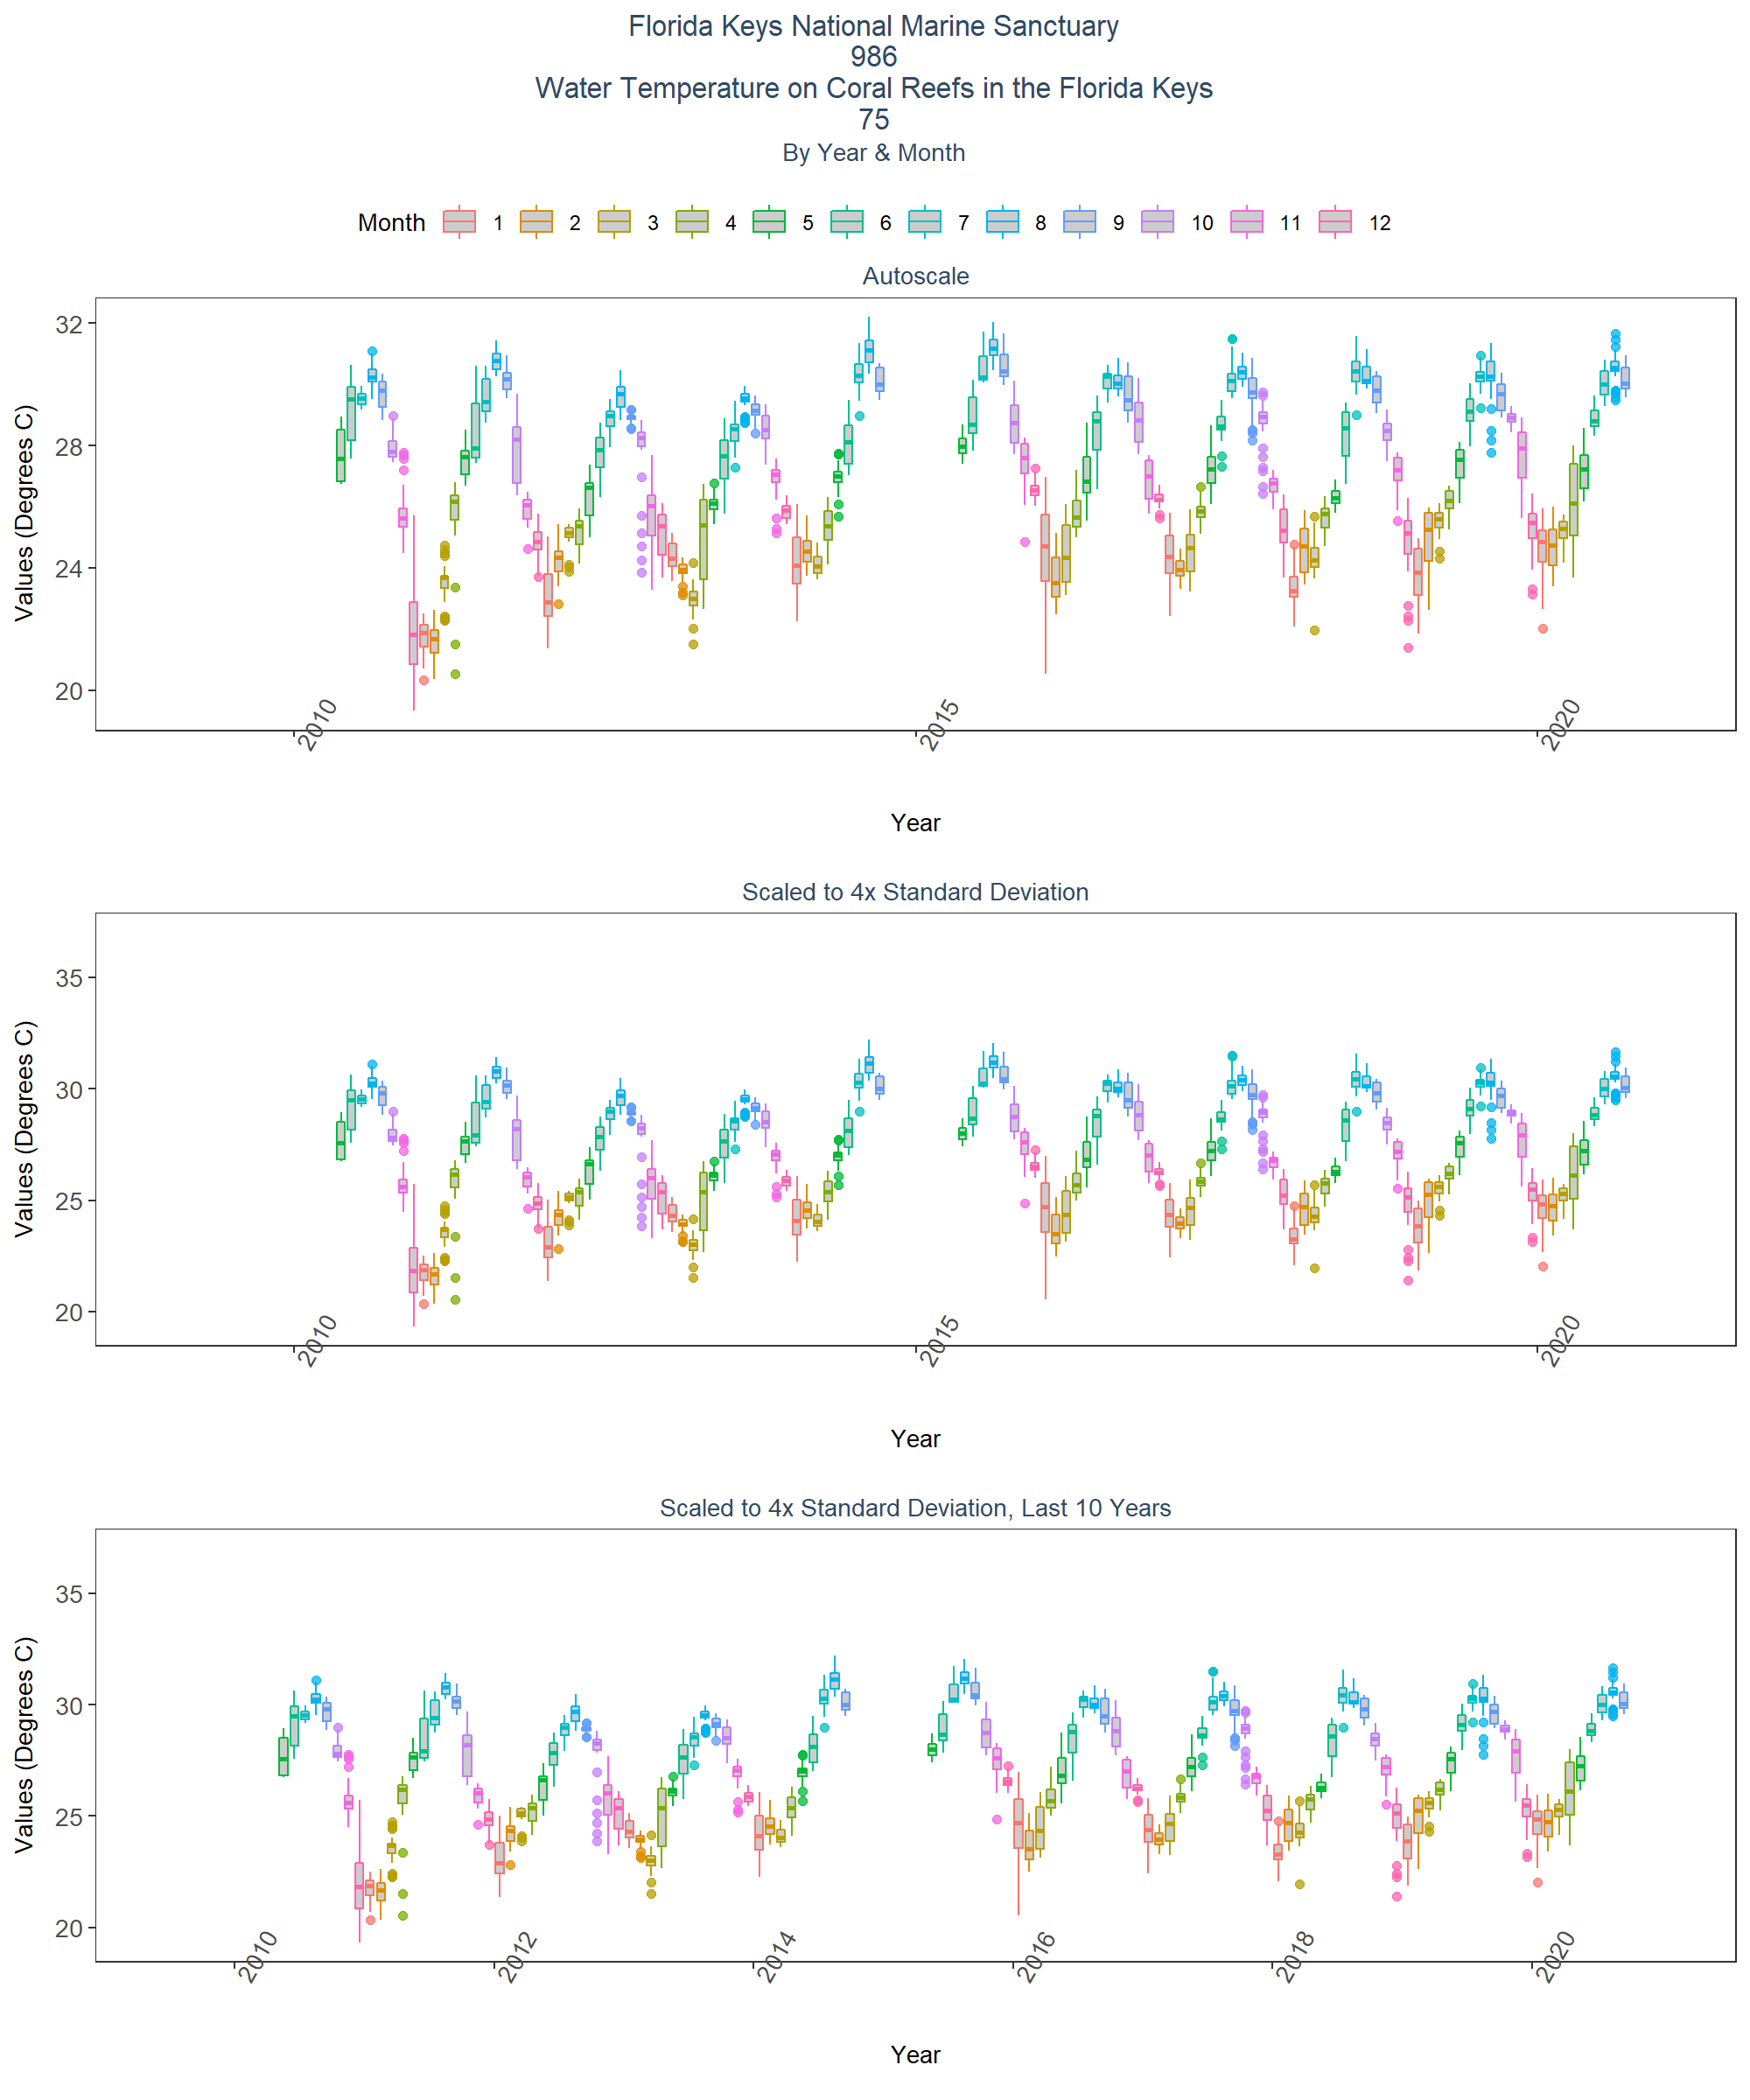 Florida Keys National Marine Sanctuary
986
Water Temperature on Coral Reefs in the Florida Keys
75
By Year & Month
Month 1 2 3 4 5 6 7 8 9 10 11 12
Autoscale
Values (Degrees C)
32
28
24
20
2010 2015 2020
Year
Scaled to 4x Standard Deviation
Values (Degrees C)
35
30
25
20
2010 2015 2020
Year
Scaled to 4x Standard Deviation, Last 10 Years
Values (Degrees C)
35
30
25
20
2010 2012 2014 2016 2018 2020
Year